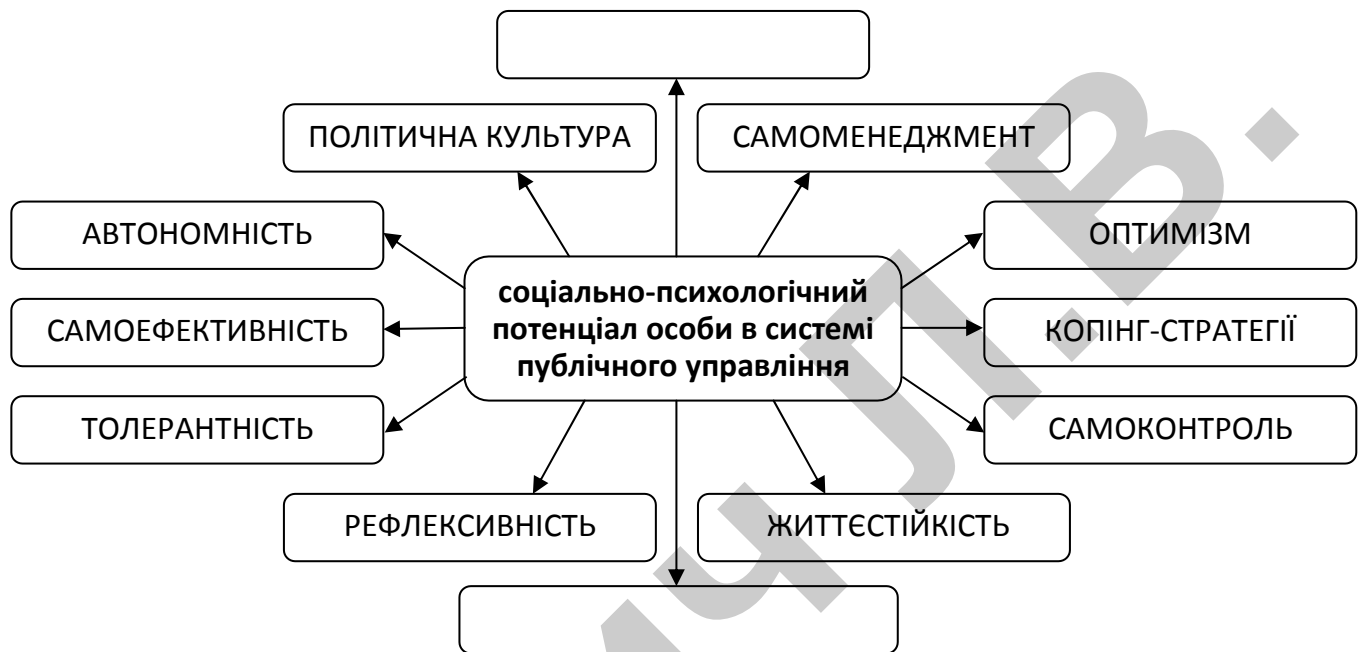 ПОЛІТИЧНА КУЛЬТУРА
САМОМЕНЕДЖМЕНТ
АВТОНОМНІСТЬ
ОПТИМІЗМ
соціально-психологічний
потенціал особи в системі
публічного управління
САМОЕФЕКТИВНІСТЬ
КОПІНГ-СТРАТЕГІЇ
ТОЛЕРАНТНІСТЬ
САМОКОНТРОЛЬ
РЕФЛЕКСИВНІСТЬ
ЖИТТЄСТІЙКІСТЬ
Л.В.